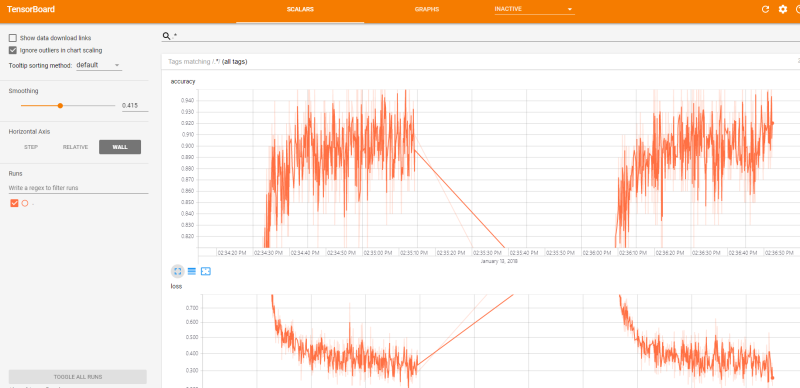 TensorBoard SCALARS GRAPHS INACTIVE
Show data download links
Ignore outliers in chart scaling
Tooltip sorting method: default
Smoothing
0.415
Horizontal Axis
STEP RELATIVE WALL
Runs
Write a regex to filter runs
.
TOGGLE ALL RUNS
.*
Tags matching /.*/ (all tags)
accuracy
0.940
0.930
0.920
0.910
0.900
0.890
0.880
0.870
0.860
0.850
0.840
0.830
0.820
02:34:20 PM 02:34:30 PM 02:34:40 PM 02:34:50 PM 02:35:00 PM 02:35:10 PM 02:35:20 PM 02:35:30 PM 02:35:40 PM 02:35:50 PM 02:36:00 PM 02:36:10 PM 02:36:20 PM 02:36:30 PM 02:36:40 PM 02:36:50 PM
January 19, 2018
loss
0.700
0.600
0.500
0.400
0.300
0.200